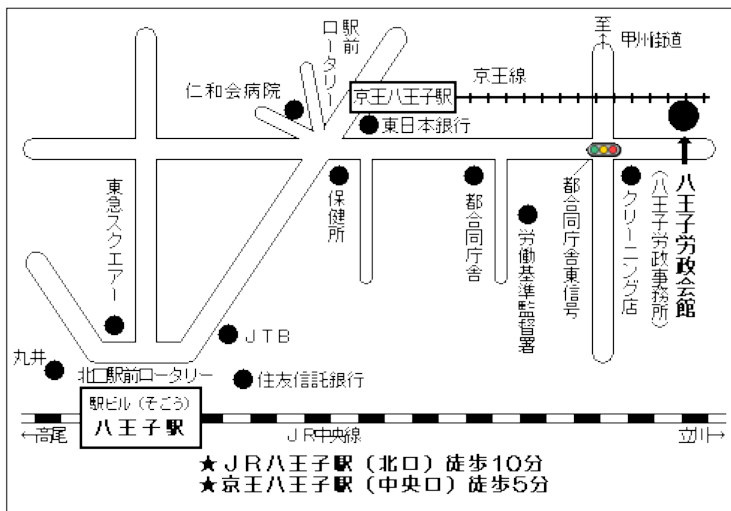 至
甲州街道
駅前
ロータリー
京王線
仁和会病院
京王八王子駅
東日本銀行
東急スクエアー
保健所
都合同庁舎
労働基準監督署
都合同庁舎東信号
クリーニング店
八王子労政会館
(八王子労政事務所)
JTB
丸井
北口駅前ロータリー
住友信託銀行
駅ビル(そごう)
八王子駅
←高尾
JR中央線
立川→
★JR八王子駅(北口)徒歩10分
★京王八王子駅(中央口)徒歩5分